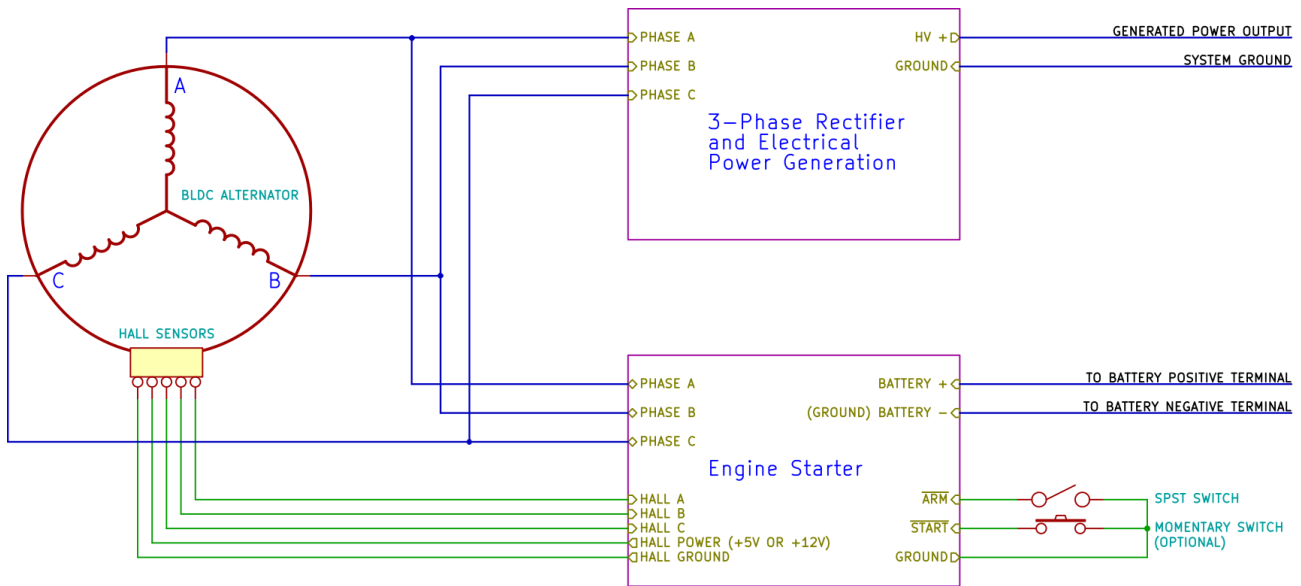 PHASE A
HV +
GENERATED POWER OUTPUT
PHASE B
GROUND
SYSTEM GROUND
PHASE C
3-Phase Rectifier
and Electrical
Power Generation
A
BLDC ALTERNATOR
C
B
HALL SENSORS
PHASE A
BATTERY +
TO BATTERY POSITIVE TERMINAL
PHASE B
(GROUND) BATTERY -
TO BATTERY NEGATIVE TERMINAL
PHASE C
Engine Starter
HALL A
ARM
SPST SWITCH
HALL B
HALL C
START
MOMENTARY SWITCH
(OPTIONAL)
HALL POWER (+5V OR +12V)
HALL GROUND
GROUND